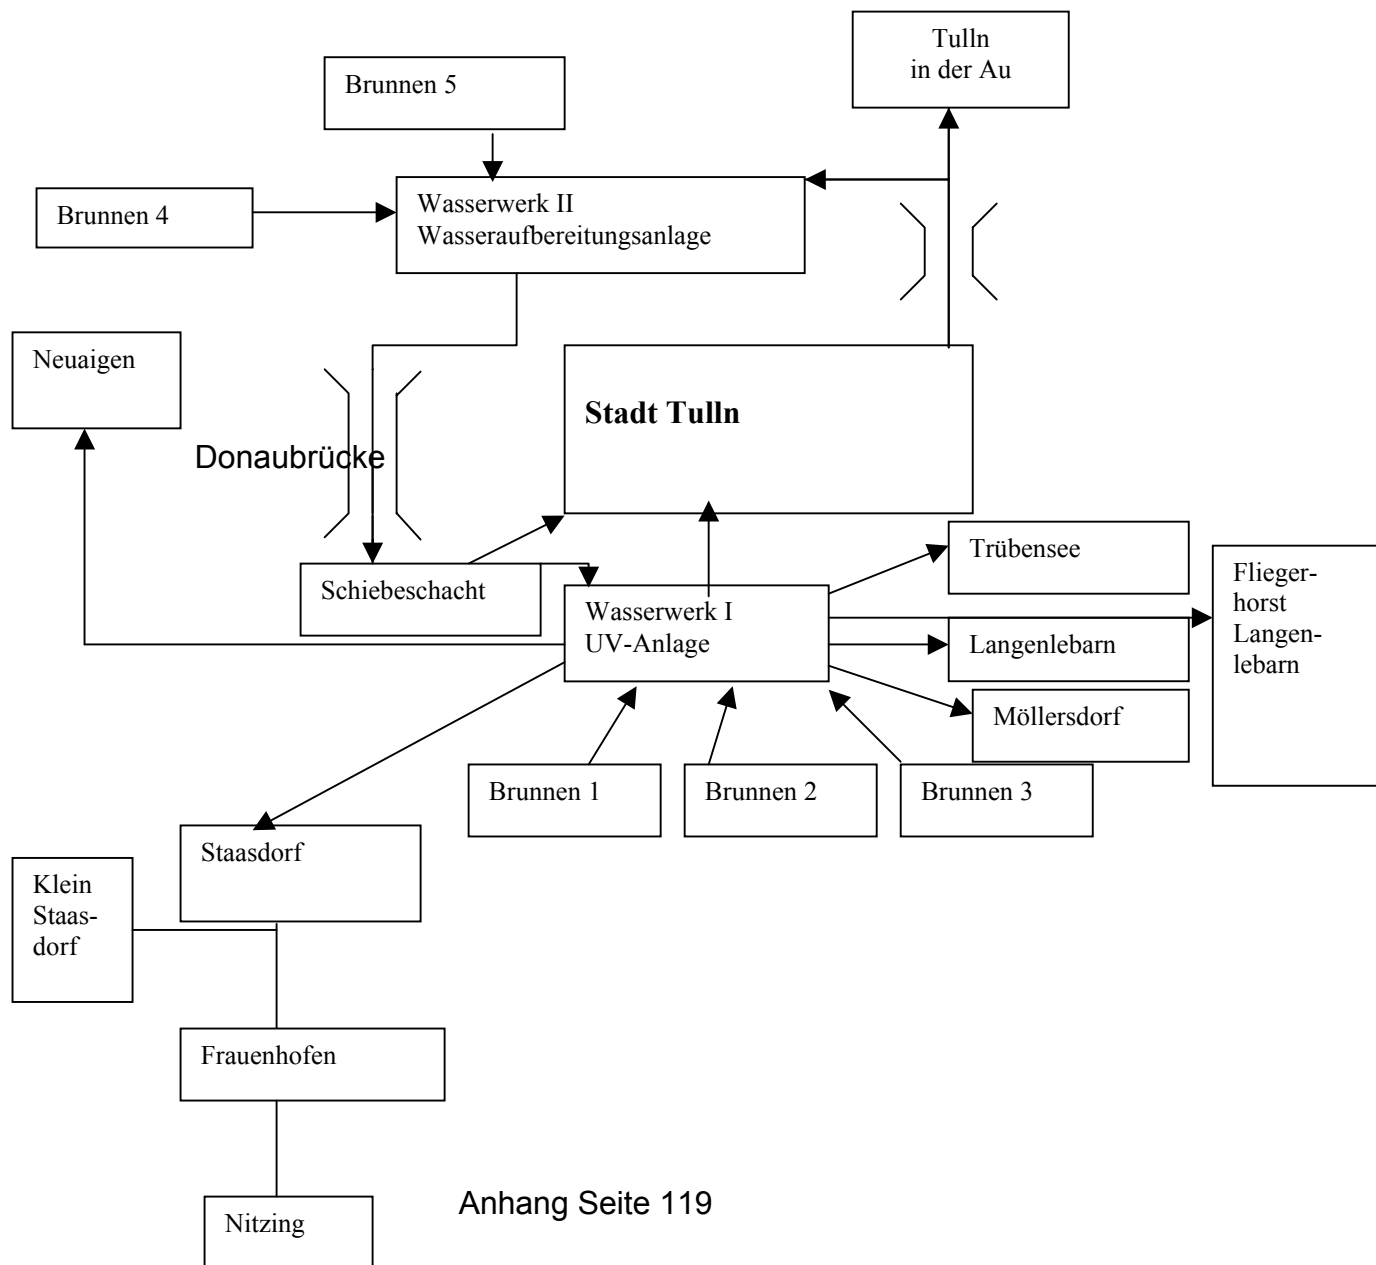 Tulln
in der Au
Brunnen 5
Brunnen 4
Wasserwerk II
Wasseraufbereitungsanlage
Neuaigen
Stadt Tulln
Donaubrücke
Trübensee
Schiebeschacht
Wasserwerk I
UV-Anlage
Langenlebarn
Flieger-
horst
Langen-
lebarn
Möllersdorf
Brunnen 1
Brunnen 2
Brunnen 3
Staasdorf
Klein
Staas-
dorf
Frauenhofen
Nitzing
Anhang Seite 119